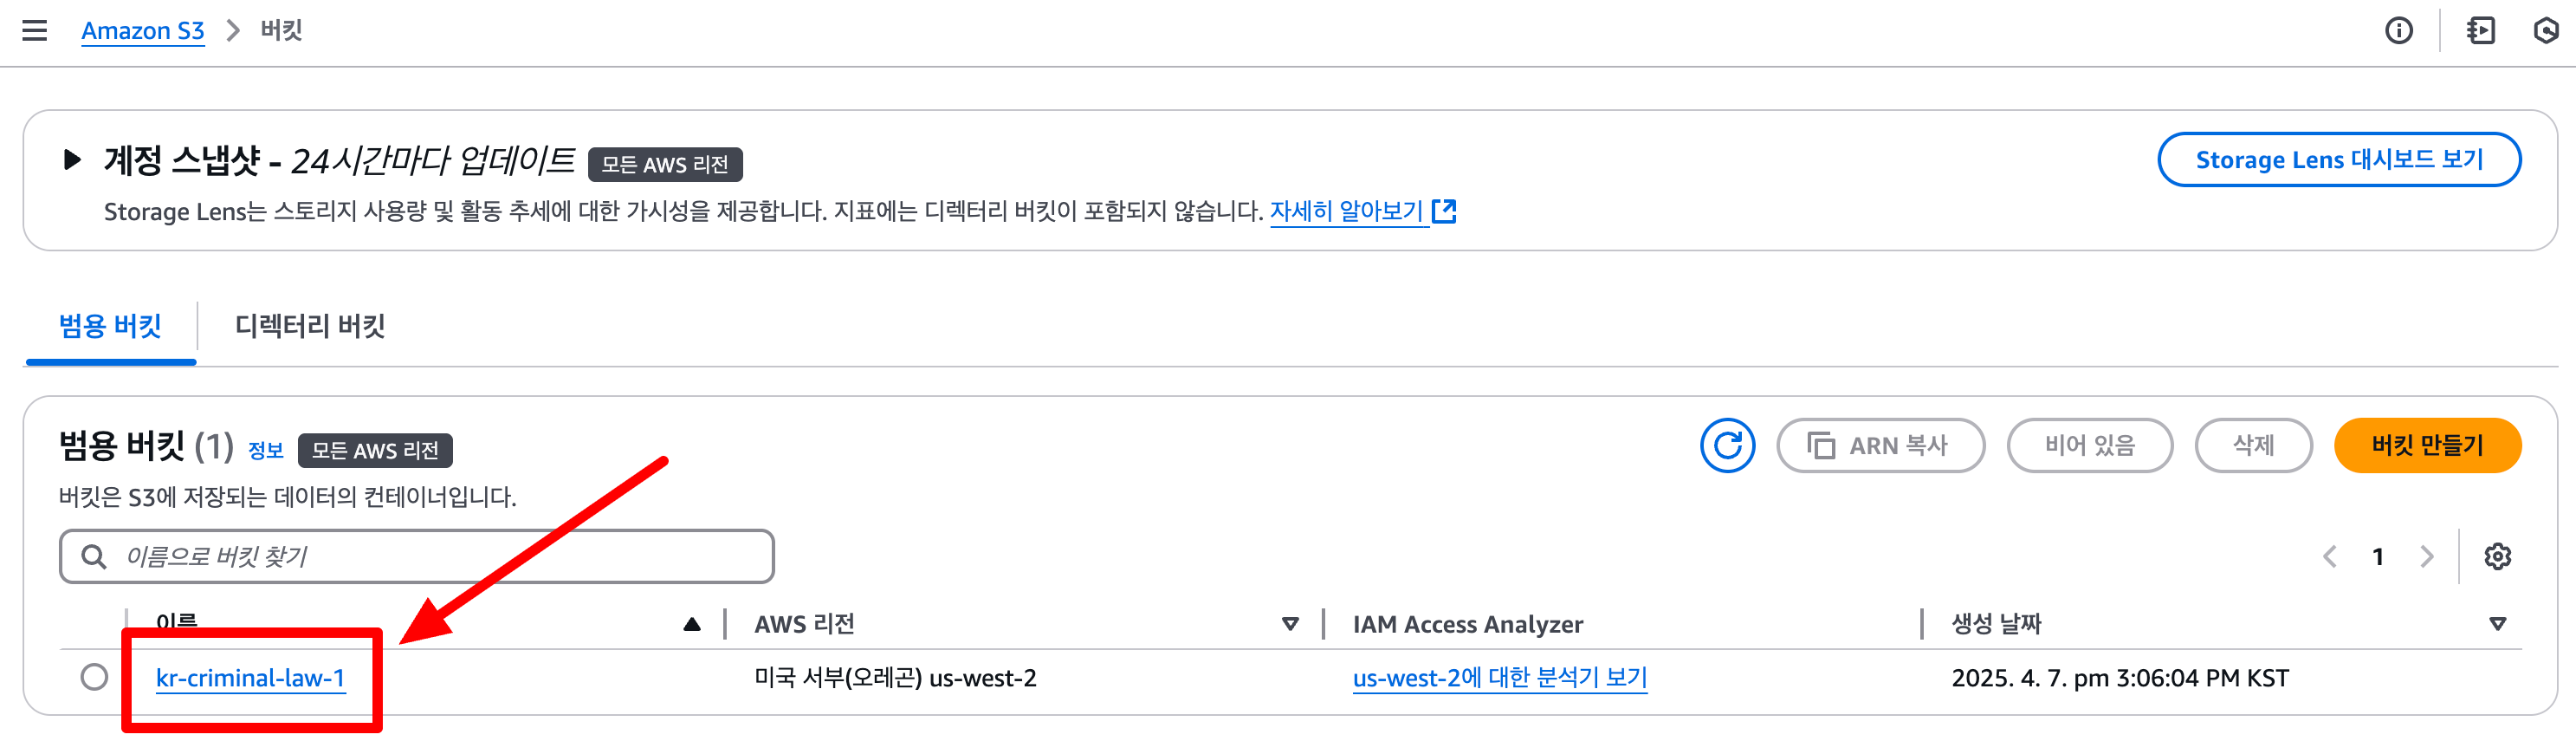 Amazon S3 > 버킷
계정 스냅샷 - 24시간마다 업데이트 모든 AWS 리전
Storage Lens 대시보드 보기
Storage Lens는 스토리지 사용량 및 활동 추세에 대한 가시성을 제공합니다. 지표에는 디렉터리 버킷이 포함되지 않습니다. 자세히 알아보기
범용 버킷 디렉터리 버킷
범용 버킷 (1) 정보 모든 AWS 리전
ARN 복사 비어 있음 삭제 버킷 만들기
버킷은 S3에 저장되는 데이터의 컨테이너입니다.
이름으로 버킷 찾기
1
이름 AWS 리전 IAM Access Analyzer 생성 날짜
kr-criminal-law-1 미국 서부(오레곤) us-west-2 us-west-2에 대한 분석기 보기 2025. 4. 7. pm 3:06:04 PM KST